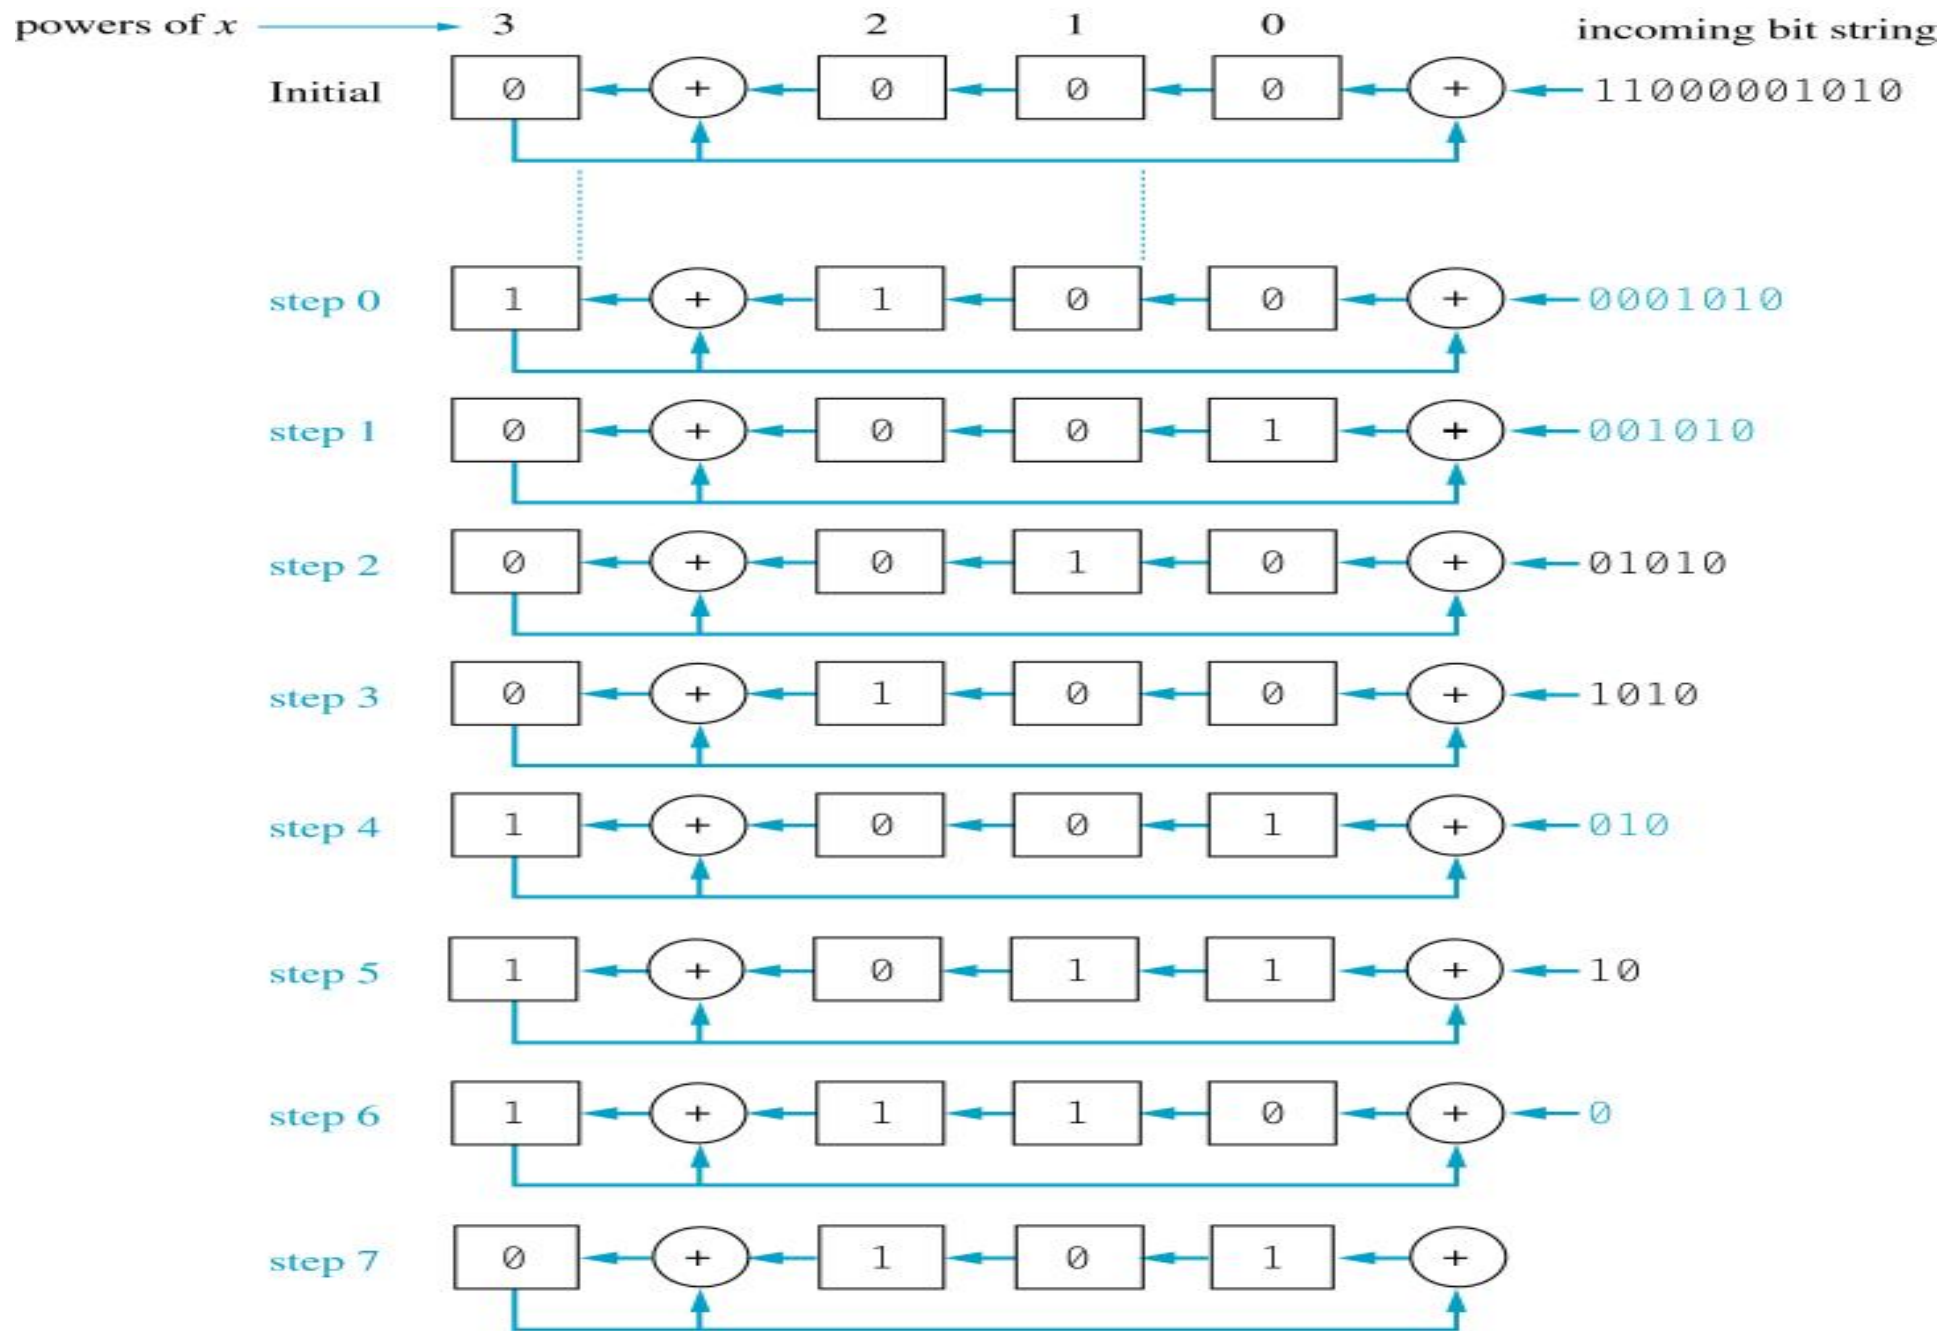 powers of x 3 2 1 0 incoming bit string
Initial 0 + 0 0 0 + 11000001010
step 0 1 + 1 0 0 + 0001010
step 1 0 + 0 0 1 + 001010
step 2 0 + 0 1 0 + 01010
step 3 0 + 1 0 0 + 1010
step 4 1 + 0 0 1 + 010
step 5 1 + 0 1 1 + 10
step 6 1 + 1 1 0 + 0
step 7 0 + 1 0 1 +